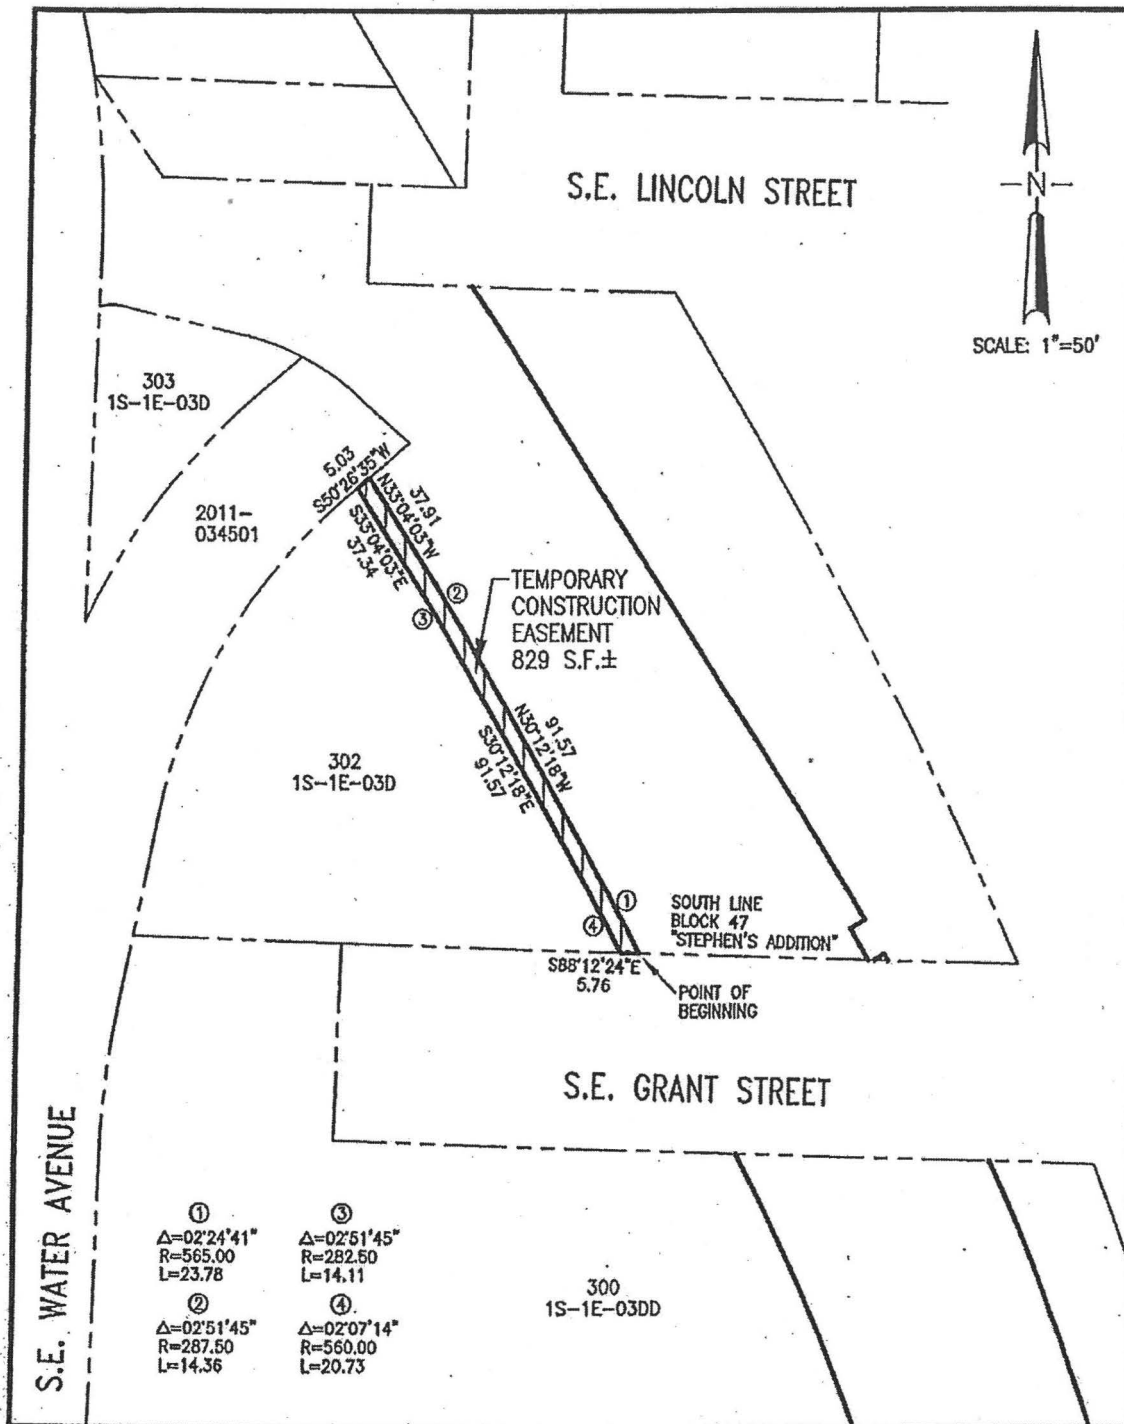 S.E. LINCOLN STREET
N
SCALE: 1"=50'
303
1S-1E-03D
2011-
034501
5.03
S50°26'35"W
37.91
N33°04'03"W
S33°04'03"E
37.34
②
③
TEMPORARY
CONSTRUCTION
EASEMENT
829 S.F.±
91.57
N30°12'18"W
S30°12'18"E
91.57
302
1S-1E-03D
①
④
SOUTH LINE
BLOCK 47
"STEPHEN'S ADDITION"
S88°12'24"E
5.76
POINT OF
BEGINNING
S.E. GRANT STREET
S.E. WATER AVENUE
①
Δ=02°24'41"
R=565.00
L=23.78
②
Δ=02°51'45"
R=287.50
L=14.36
③
Δ=02°51'45"
R=282.50
L=14.11
④
Δ=02°07'14"
R=560.00
L=20.73
300
1S-1E-03DD